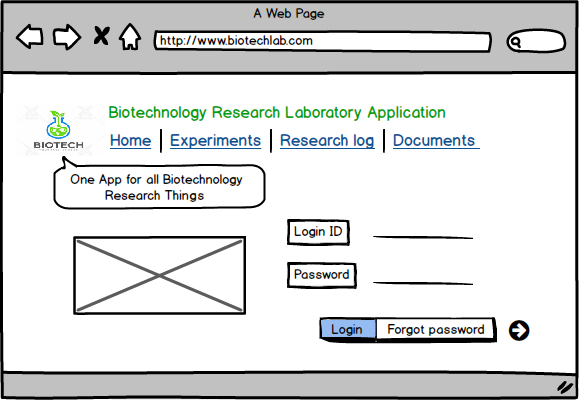 A Web Page
http://www.biotechlab.com
Biotechnology Research Laboratory Application
BIOTECH
Home
Experiments
Research log
Documents
One App for all Biotechnology
Research Things
Login ID
Password
Login
Forgot password